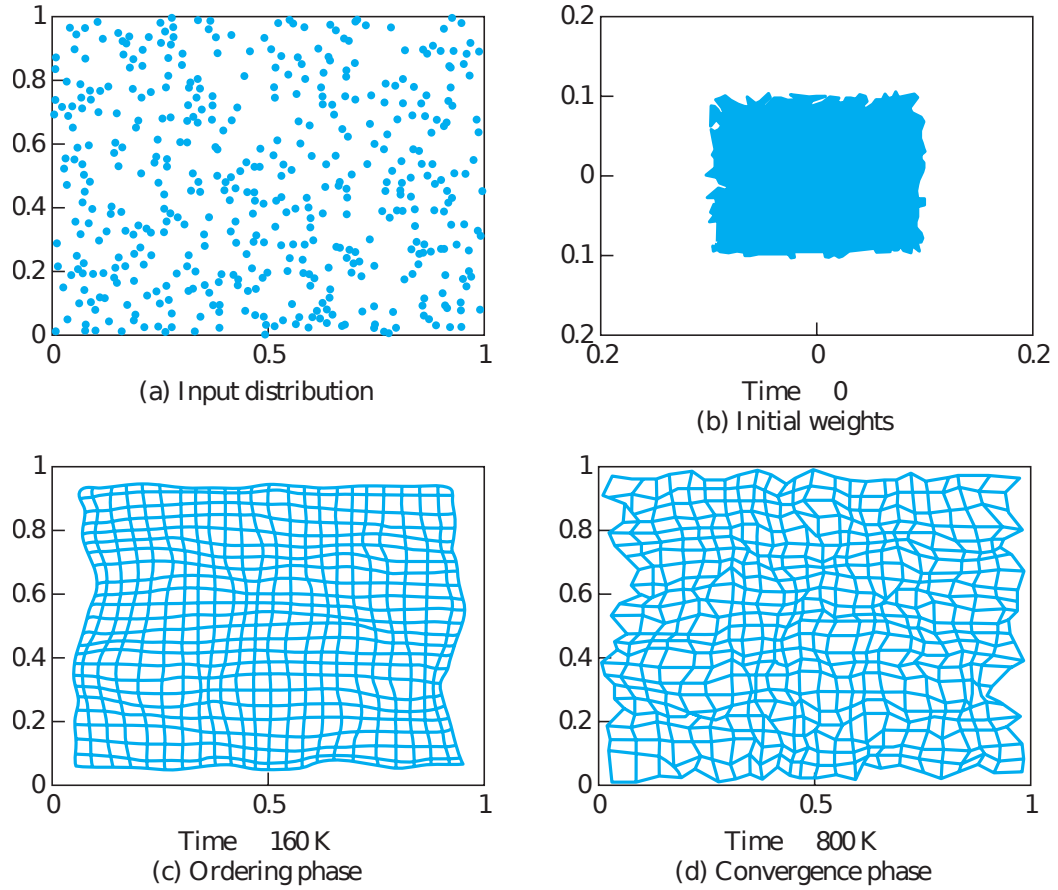 1
0.8
0.6
0.4
0.2
0
0 0.5 1
(a) Input distribution
0.2
0.1
0
0.1
0.2
0.2 0 0.2
Time 0
(b) Initial weights
1
0.8
0.6
0.4
0.2
0
0 0.5 1
Time 160 K
(c) Ordering phase
1
0.8
0.6
0.4
0.2
0
0 0.5 1
Time 800 K
(d) Convergence phase